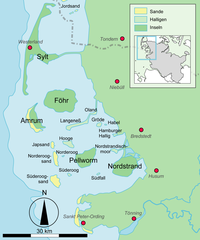 Jordsand
Sande
Halligen
Inseln
Westerland
Tondern
Sylt
Niebüll
Föhr
Oland
Langeneß
Gröde
Habel
Amrum
Hamburger
Hallig
Bredstedt
Hooge
Japsand
Nordstrandisch-
moor
Norderoog-
sand
Norderoog
Pellworm
Nordstrand
Husum
Süderoog
Süderoog-
sand
Südfall
Sankt Peter-Ording
Tönning
N
30 km